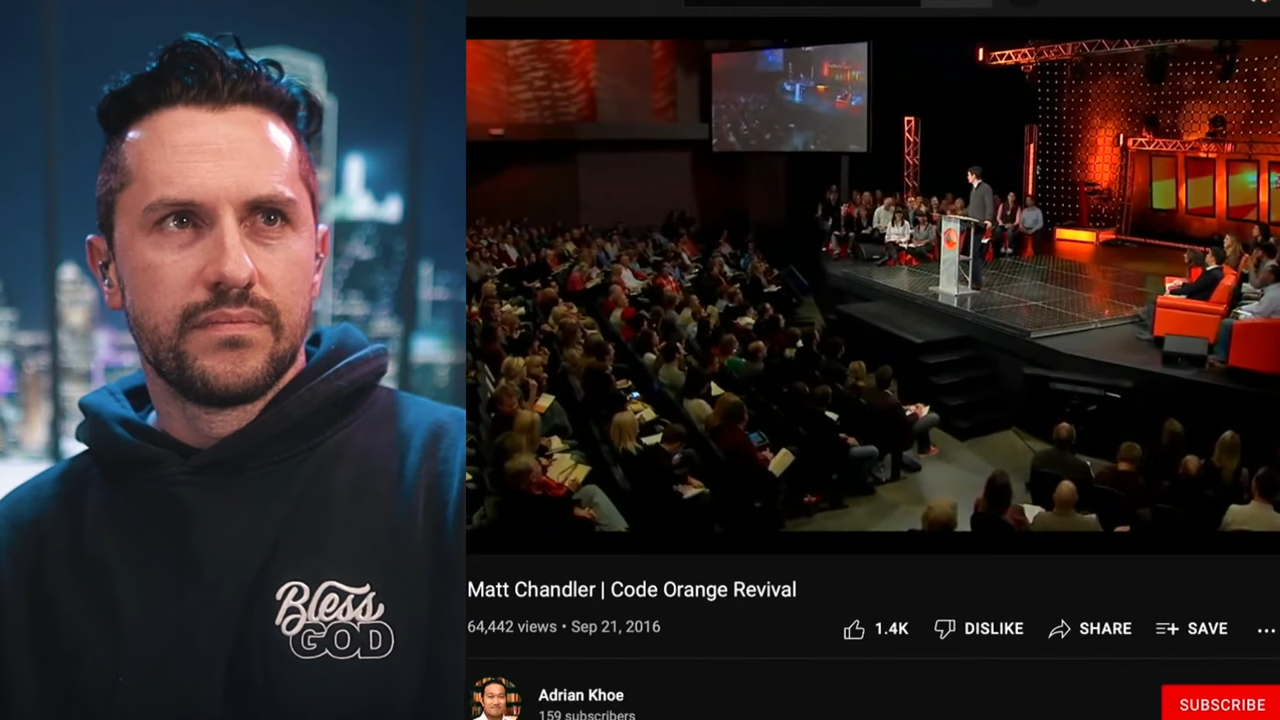 Bless
GOD
Matt Chandler | Code Orange Revival
64,442 views • Sep 21, 2016
1.4K
DISLIKE
SHARE
SAVE
Adrian Khoe
159 subscribers
SUBSCRIBE